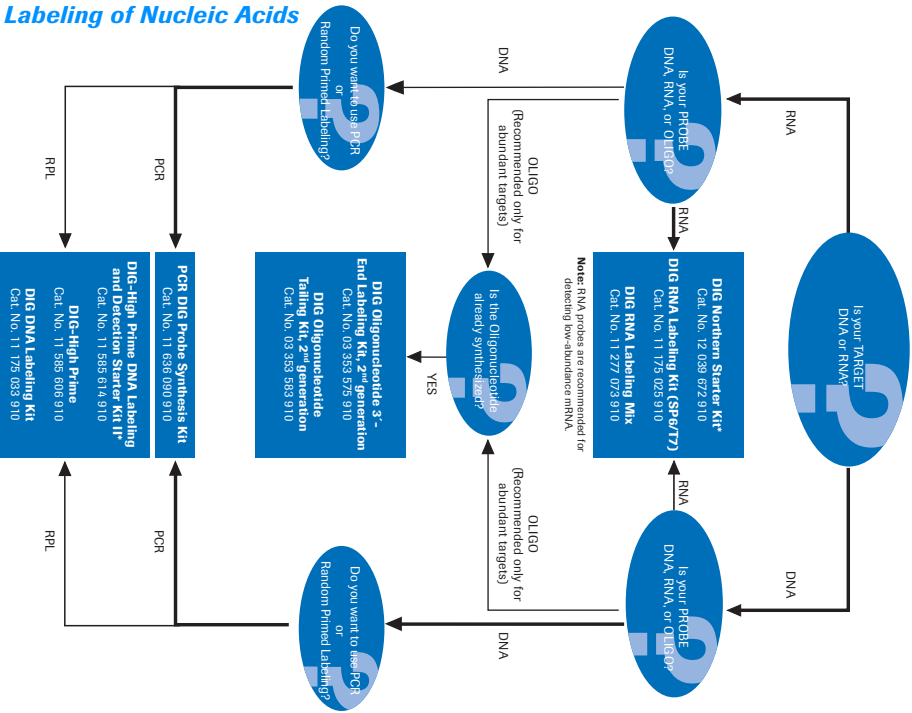 Labeling of Nucleic Acids
Is your TARGET
DNA or RNA?
RNA
DNA
Is your PROBE
DNA, RNA, or OLIGO?
Is your PROBE
DNA, RNA, or OLIGO?
RNA
RNA
DIG Northern Starter Kit*
Cat. No. 12 039 672 910
DIG RNA Labeling Kit (SP6/T7)
Cat. No. 11 175 025 910
DIG RNA Labeling Mix
Cat. No. 11 277 073 910
Note: RNA probes are recommended for
detecting low-abundance mRNA.
DNA
OLIGO
(Recommended only for
abundant targets)
OLIGO
(Recommended only for
abundant targets)
DNA
Is the Oligonucleotide
already synthesized?
YES
Do you want to use PCR
or
Random Primed Labeling?
Do you want to use PCR
or
Random Primed Labeling?
DIG Oligonucleotide 3´-
End Labeling Kit, 2nd generation
Cat. No. 03 353 575 910
DIG Oligonucleotide
Tailing Kit, 2nd generation
Cat. No. 03 353 583 910
PCR
PCR
PCR DIG Probe Synthesis Kit
Cat. No. 11 636 090 910
RPL
RPL
DIG-High Prime DNA Labeling
and Detection Starter Kit II*
Cat. No. 11 585 614 910
DIG-High Prime
Cat. No. 11 585 606 910
DIG DNA Labeling Kit
Cat. No. 11 175 033 910